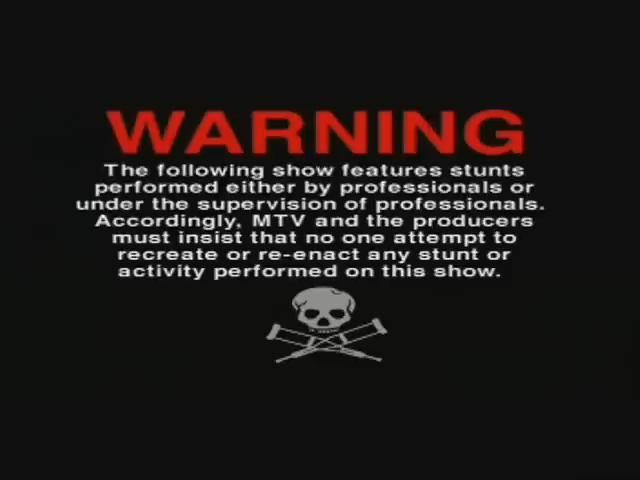 WARNING
The following show features stunts
performed either by professionals or
under the supervision of professionals.
Accordingly, MTV and the producers
must insist that no one attempt to
recreate or re-enact any stunt or
activity performed on this show.